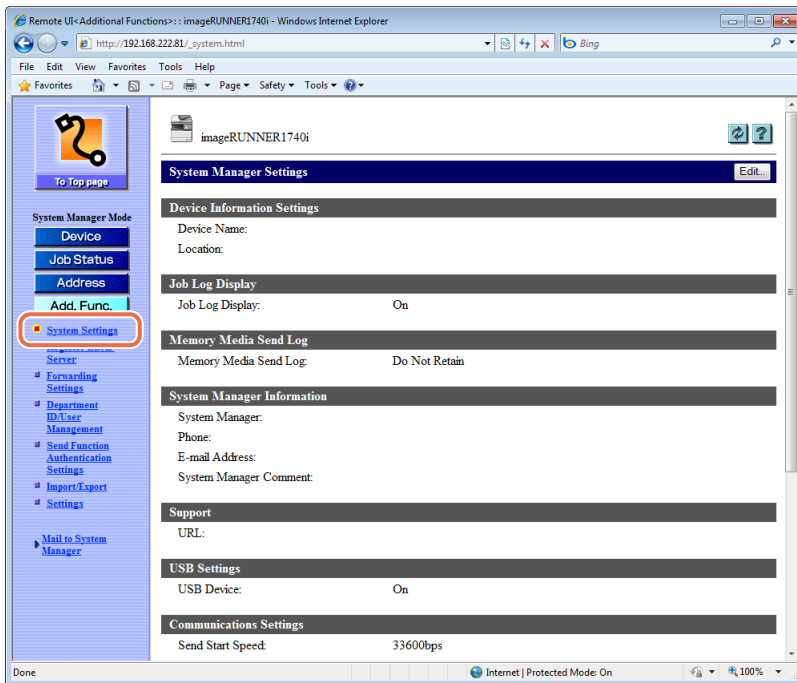 Remote UI<Additional Functions>: : imageRUNNER1740i - Windows Internet Explorer
http://192.168.222.81/_system.html
Bing
File Edit View Favorites Tools Help
Favorites Page Safety Tools
imageRUNNER1740i
To Top page
System Manager Settings Edit...
System Manager Mode
Device
Job Status
Address
Add. Func.
System Settings
Server
Forwarding
Settings
Department
ID/User
Management
Send Function
Authentication
Settings
Import/Export
Settings
Mail to System
Manager
Device Information Settings
Device Name:
Location:
Job Log Display
Job Log Display: On
Memory Media Send Log
Memory Media Send Log: Do Not Retain
System Manager Information
System Manager:
Phone:
E-mail Address:
System Manager Comment:
Support
URL:
USB Settings
USB Device: On
Communications Settings
Send Start Speed: 33600bps
Done Internet | Protected Mode: On 100%